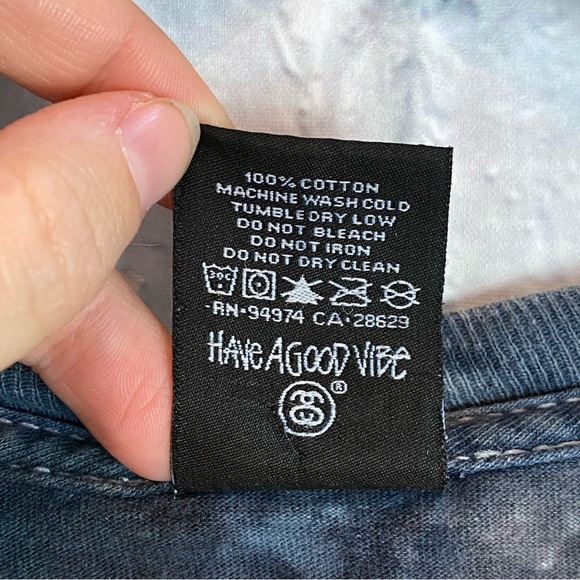 100% COTTON
MACHINE WASH COLD
TUMBLE DRY LOW
DO NOT BLEACH
DO NOT IRON
DO NOT DRY CLEAN
30C
-RN-94974 CA-28629
HAVE A GOOD VIBE
®